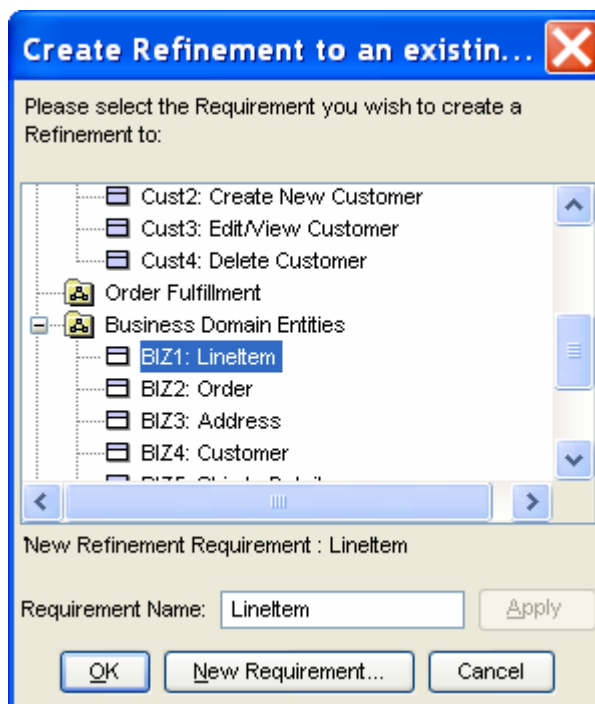 Create Refinement to an existin...
Please select the Requirement you wish to create a
Refinement to:
Cust2: Create New Customer
Cust3: Edit/View Customer
Cust4: Delete Customer
Order Fulfillment
Business Domain Entities
BIZ1: LineItem
BIZ2: Order
BIZ3: Address
BIZ4: Customer
New Refinement Requirement : LineItem
Requirement Name: LineItem Apply
OK New Requirement... Cancel